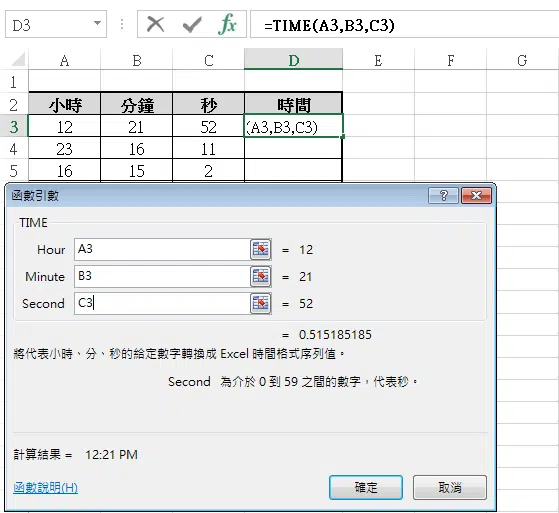 D3 fx =TIME(A3,B3,C3)
A B C D E F G
1
2 小時 分鐘 秒 時間
3 12 21 52 (A3,B3,C3)
4 23 16 11
5 16 15 2
函數引數 ?
TIME
Hour A3 = 12
Minute B3 = 21
Second C3 = 52
= 0.515185185
將代表小時、分、秒的給定數字轉換成 Excel 時間格式序列值。
Second 為介於 0 到 59 之間的數字，代表秒。
計算結果 = 12:21 PM
函數說明(H) 確定 取消